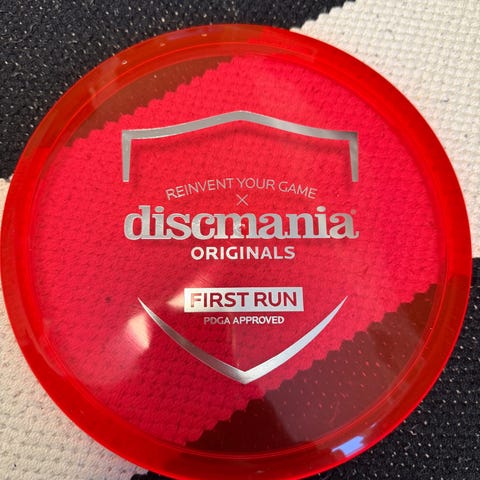 REINVENT YOUR GAME
×
discmania®
ORIGINALS
FIRST RUN
PDGA APPROVED